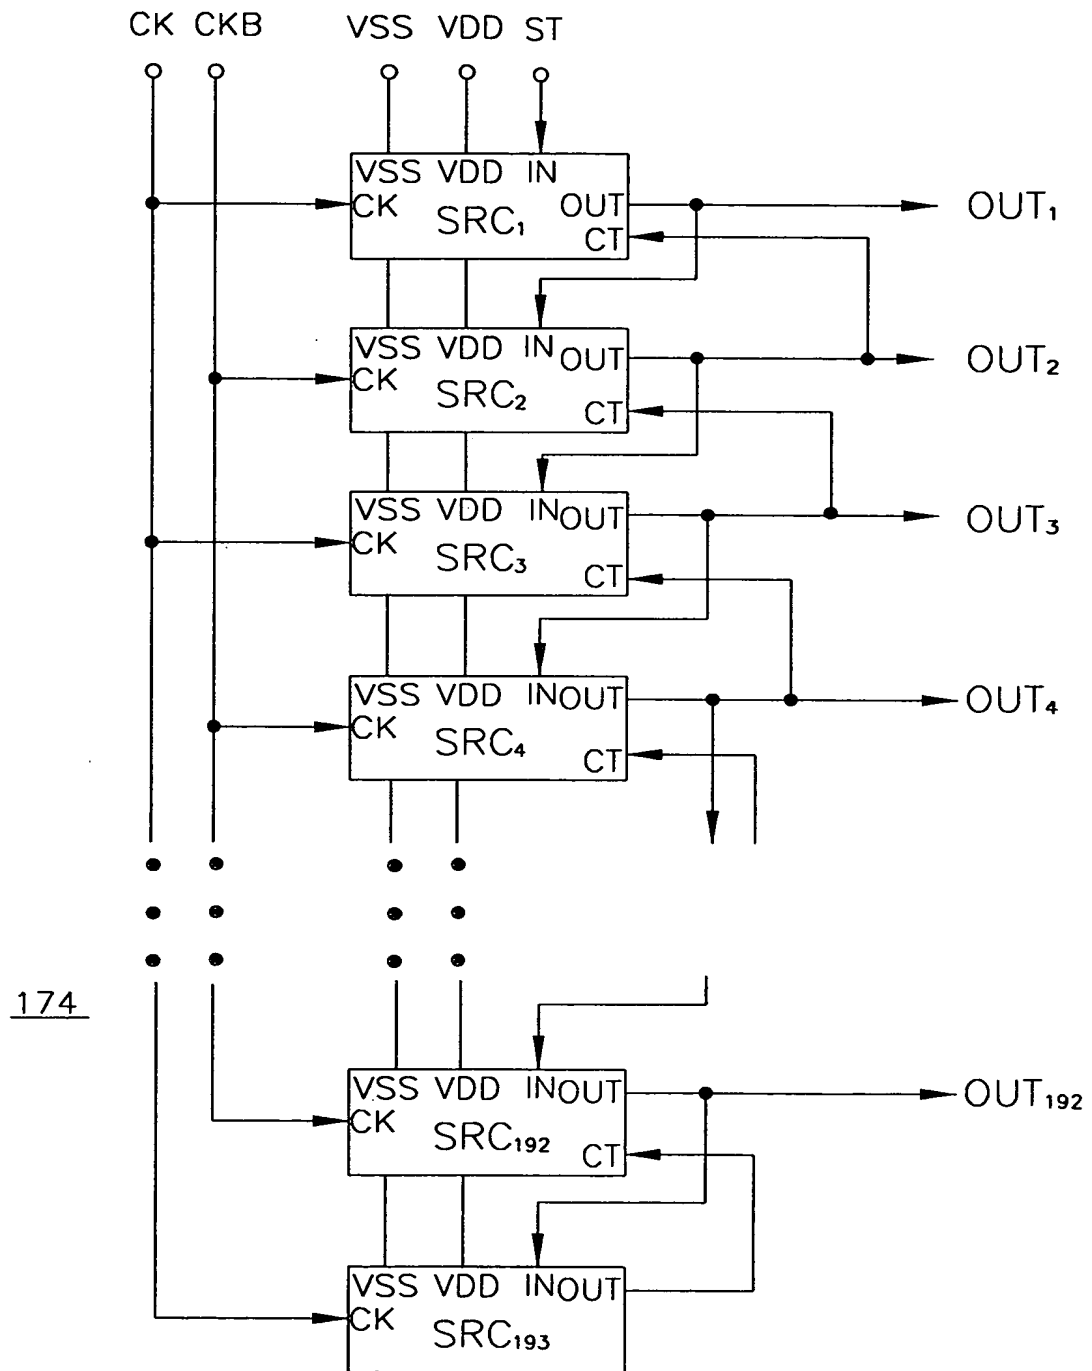 CK CKB VSS VDD ST
VSS VDD IN
CK OUT
SRC₁
CT
OUT₁
VSS VDD IN OUT
CK
SRC₂
CT
OUT₂
VSS VDD IN OUT
CK
SRC₃
CT
OUT₃
VSS VDD IN OUT
CK
SRC₄
CT
OUT₄
174
VSS VDD IN OUT
CK
SRC₁₉₂
CT
OUT₁₉₂
VSS VDD IN OUT
CK
SRC₁₉₃